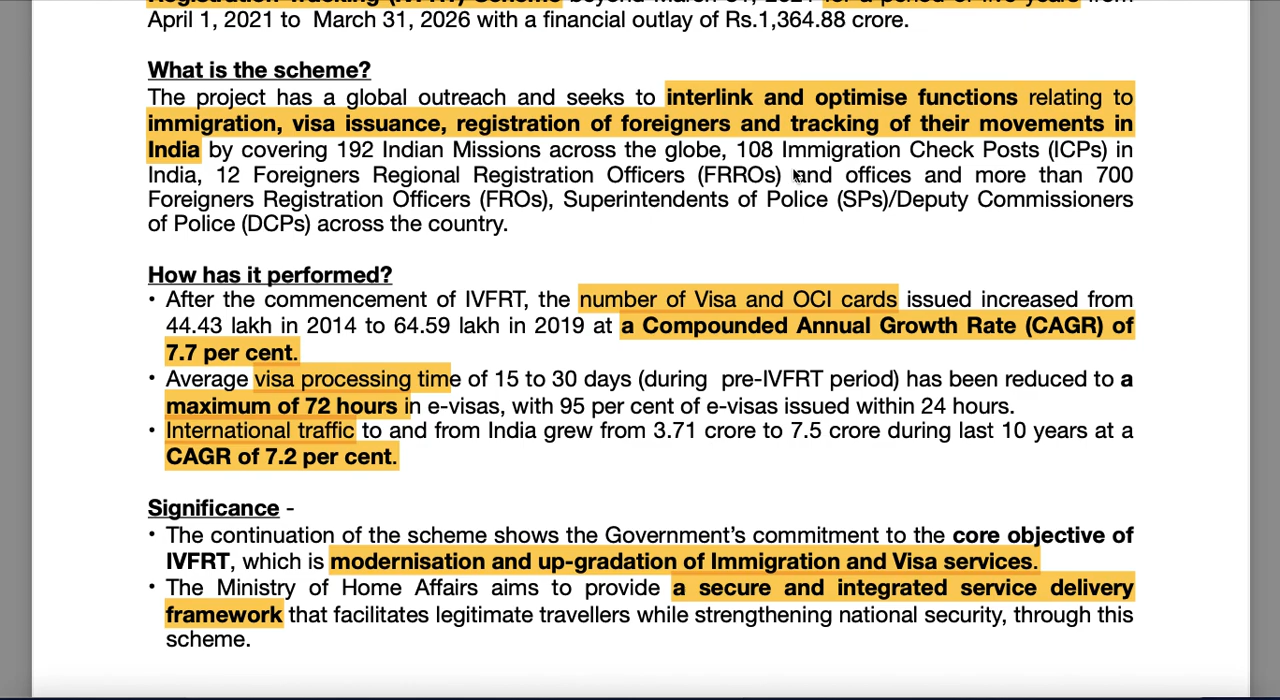 April 1, 2021 to March 31, 2026 with a financial outlay of Rs.1,364.88 crore.
What is the scheme?
The project has a global outreach and seeks to interlink and optimise functions relating to
immigration, visa issuance, registration of foreigners and tracking of their movements in
India by covering 192 Indian Missions across the globe, 108 Immigration Check Posts (ICPs) in
India, 12 Foreigners Regional Registration Officers (FRROs) and offices and more than 700
Foreigners Registration Officers (FROs), Superintendents of Police (SPs)/Deputy Commissioners
of Police (DCPs) across the country.
How has it performed?
• After the commencement of IVFRT, the number of Visa and OCI cards issued increased from
44.43 lakh in 2014 to 64.59 lakh in 2019 at a Compounded Annual Growth Rate (CAGR) of
7.7 per cent.
• Average visa processing time of 15 to 30 days (during pre-IVFRT period) has been reduced to a
maximum of 72 hours in e-visas, with 95 per cent of e-visas issued within 24 hours.
• International traffic to and from India grew from 3.71 crore to 7.5 crore during last 10 years at a
CAGR of 7.2 per cent.
Significance -
• The continuation of the scheme shows the Government's commitment to the core objective of
IVFRT, which is modernisation and up-gradation of Immigration and Visa services.
• The Ministry of Home Affairs aims to provide a secure and integrated service delivery
framework that facilitates legitimate travellers while strengthening national security, through this
scheme.